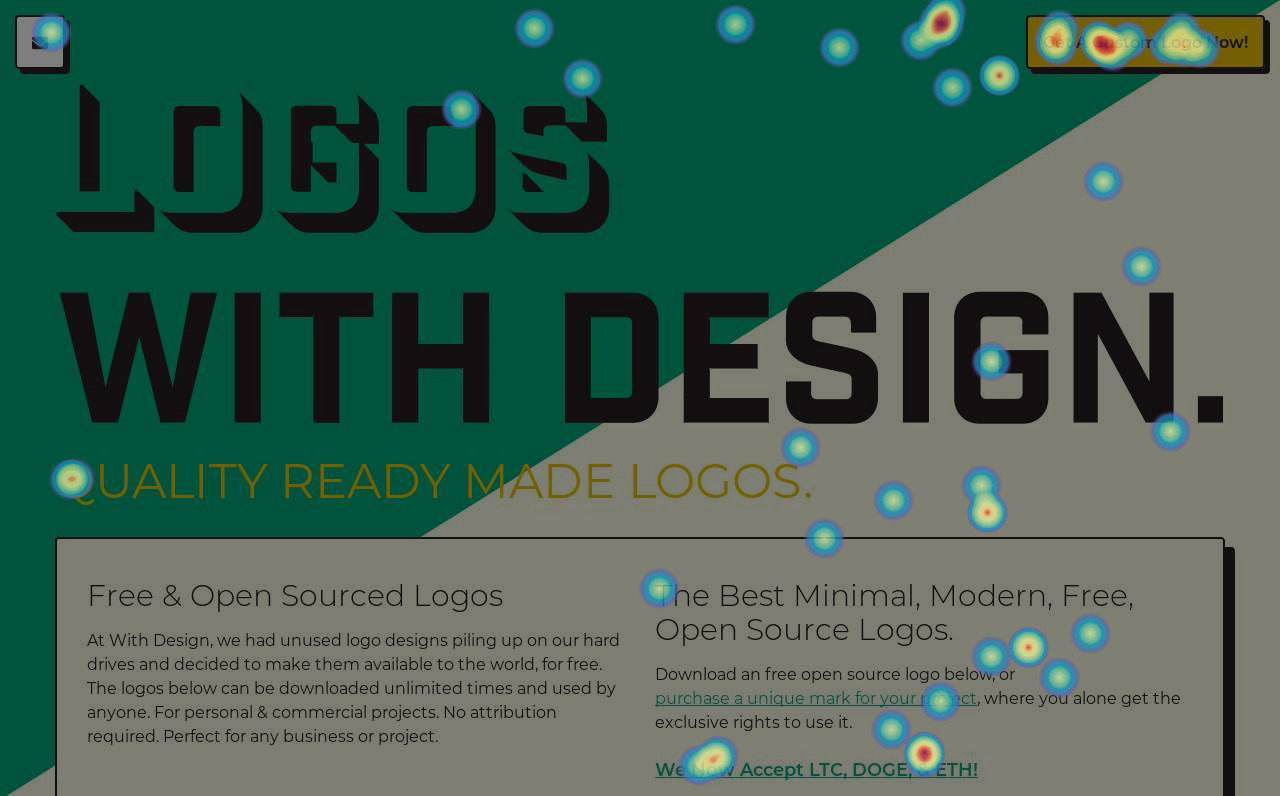 Get A Custom Logo Now!
LOGOS
WITH DESIGN.
QUALITY READY MADE LOGOS.
Free & Open Sourced Logos
At With Design, we had unused logo designs piling up on our hard
drives and decided to make them available to the world, for free.
The logos below can be downloaded unlimited times and used by
anyone. For personal & commercial projects. No attribution
required. Perfect for any business or project.
The Best Minimal, Modern, Free,
Open Source Logos.
Download an free open source logo below, or
purchase a unique mark for your project, where you alone get the
exclusive rights to use it.
We Now Accept LTC, DOGE, & ETH!